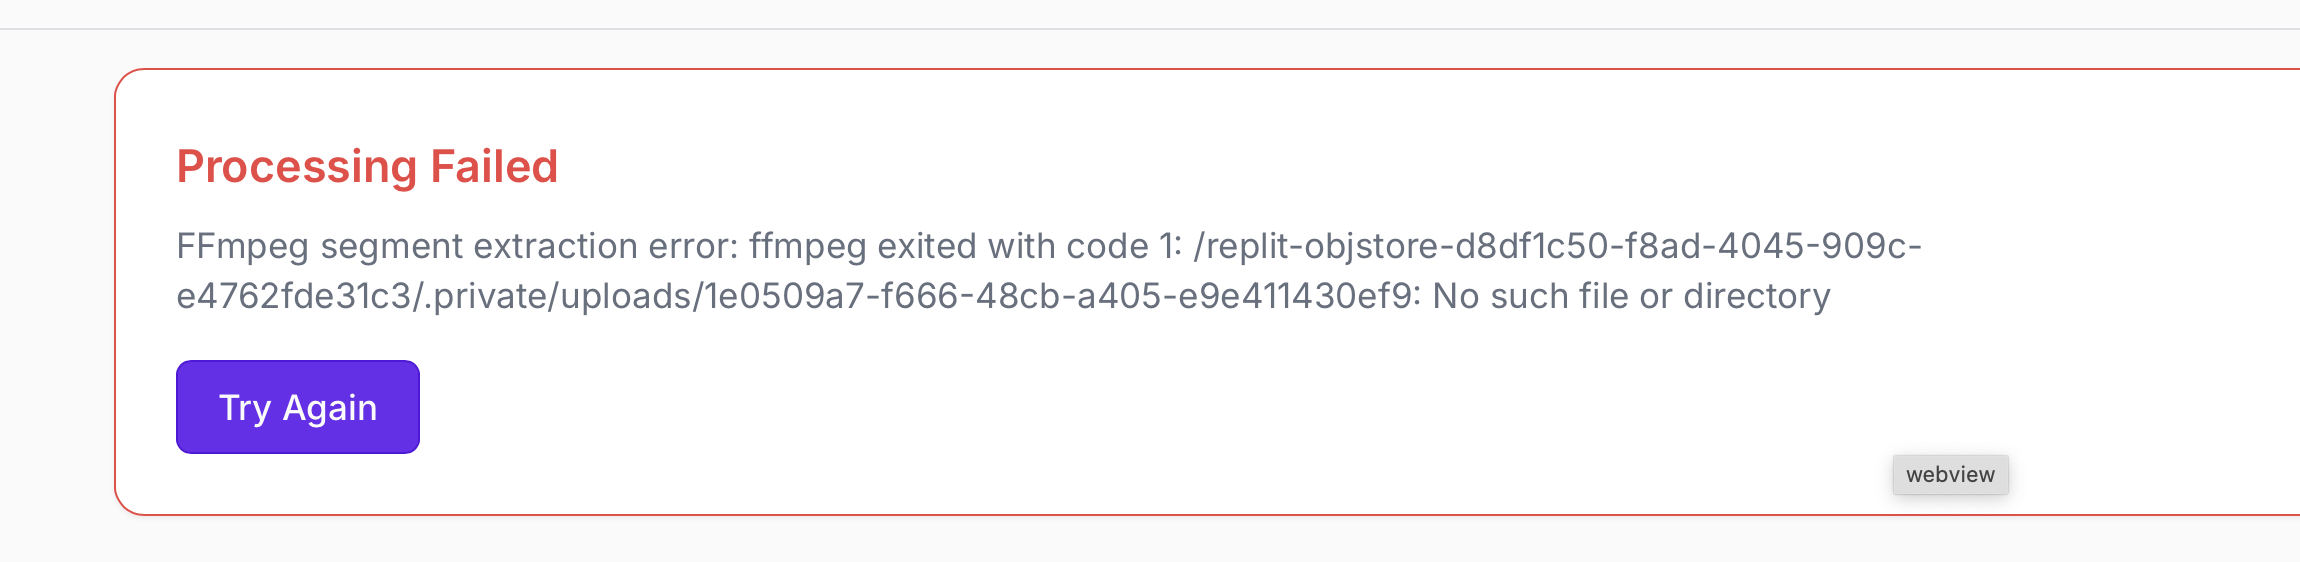 Processing Failed
FFmpeg segment extraction error: ffmpeg exited with code 1: /replit-objstore-d8df1c50-f8ad-4045-909c-
e4762fde31c3/.private/uploads/1e0509a7-f666-48cb-a405-e9e411430ef9: No such file or directory
Try Again
webview